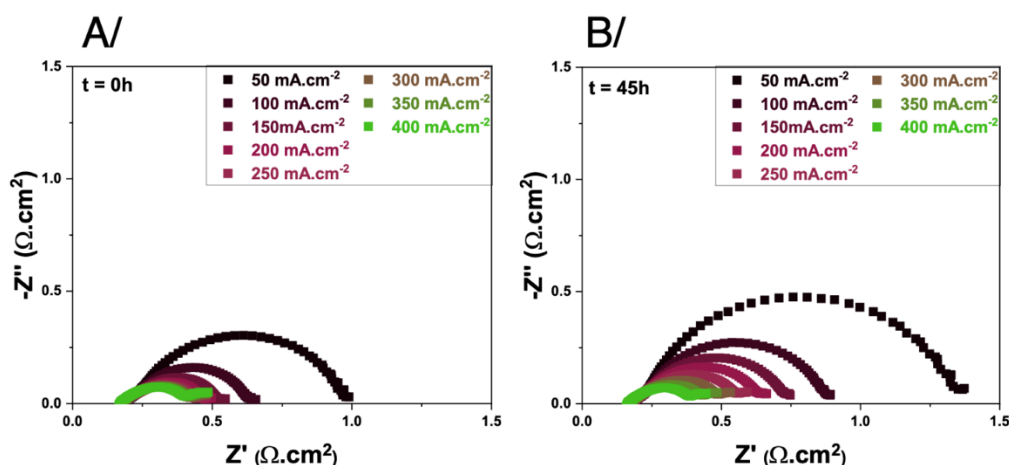 A/
t = 0h
50 mA.cm⁻²
100 mA.cm⁻²
150mA.cm⁻²
200 mA.cm⁻²
250 mA.cm⁻²
300 mA.cm⁻²
350 mA.cm⁻²
400 mA.cm⁻²
-Z'' (Ω.cm²)
1.5
1.0
0.5
0.0
0.0
0.5
1.0
1.5
Z' (Ω.cm²)
B/
t = 45h
50 mA.cm⁻²
100 mA.cm⁻²
150mA.cm⁻²
200 mA.cm⁻²
250 mA.cm⁻²
300 mA.cm⁻²
350 mA.cm⁻²
400 mA.cm⁻²
-Z'' (Ω.cm²)
1.5
1.0
0.5
0.0
0.0
0.5
1.0
1.5
Z' (Ω.cm²)